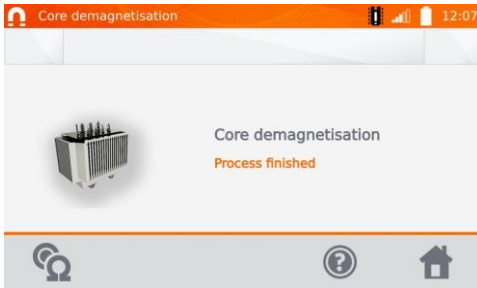 Core demagnetisation 12:07
Core demagnetisation
Process finished